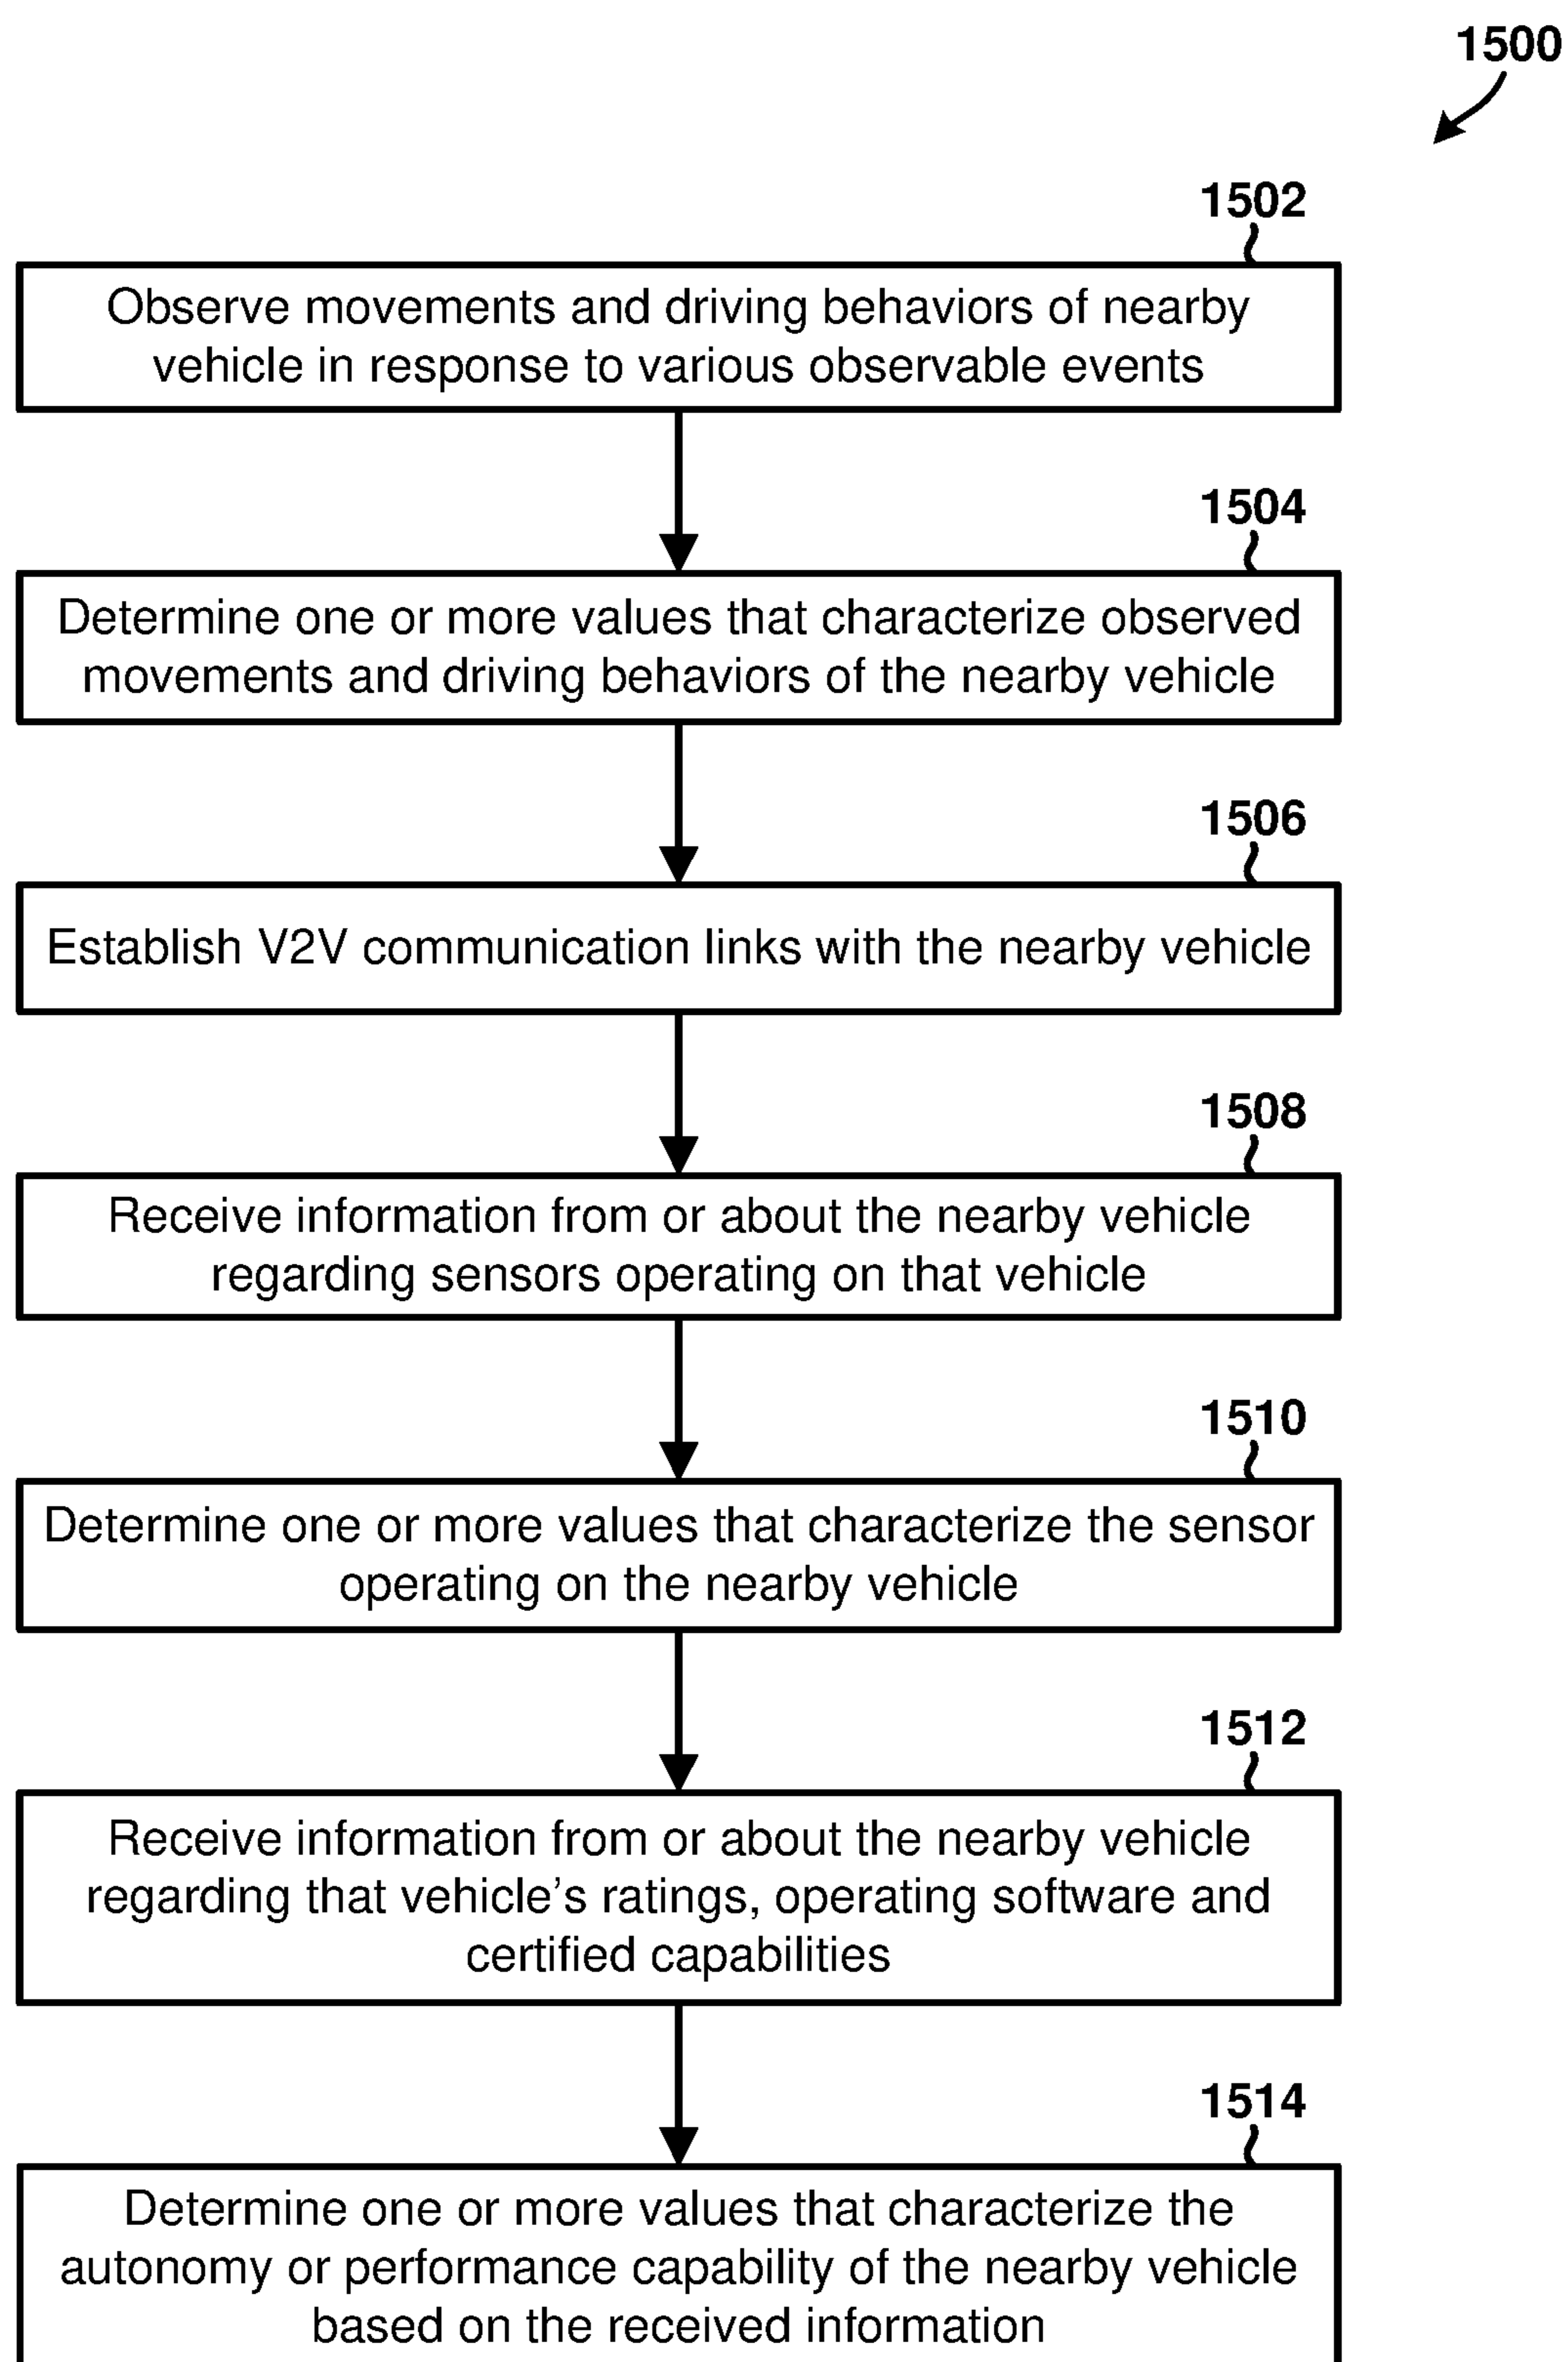 1500
1502
Observe movements and driving behaviors of nearby
vehicle in response to various observable events
1504
Determine one or more values that characterize observed
movements and driving behaviors of the nearby vehicle
1506
Establish V2V communication links with the nearby vehicle
1508
Receive information from or about the nearby vehicle
regarding sensors operating on that vehicle
1510
Determine one or more values that characterize the sensor
operating on the nearby vehicle
1512
Receive information from or about the nearby vehicle
regarding that vehicle's ratings, operating software and
certified capabilities
1514
Determine one or more values that characterize the
autonomy or performance capability of the nearby vehicle
based on the received information